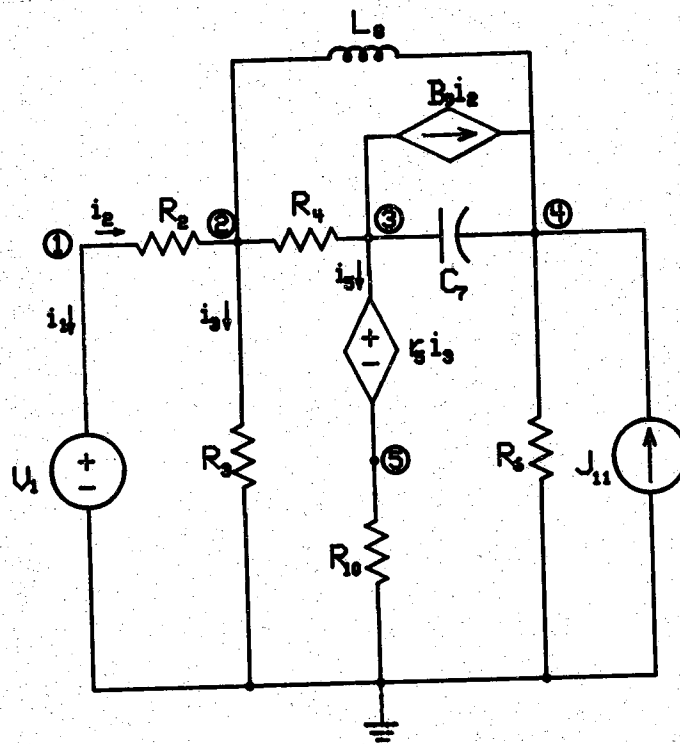 L₈
B₉i₂
i₂
R₂
②
R₄
③
④
①
i₁
i₃
i₅
C₇
+
−
r₅i₃
V₁
+
−
R₃
⑤
R₆
J₁₁
R₁₀